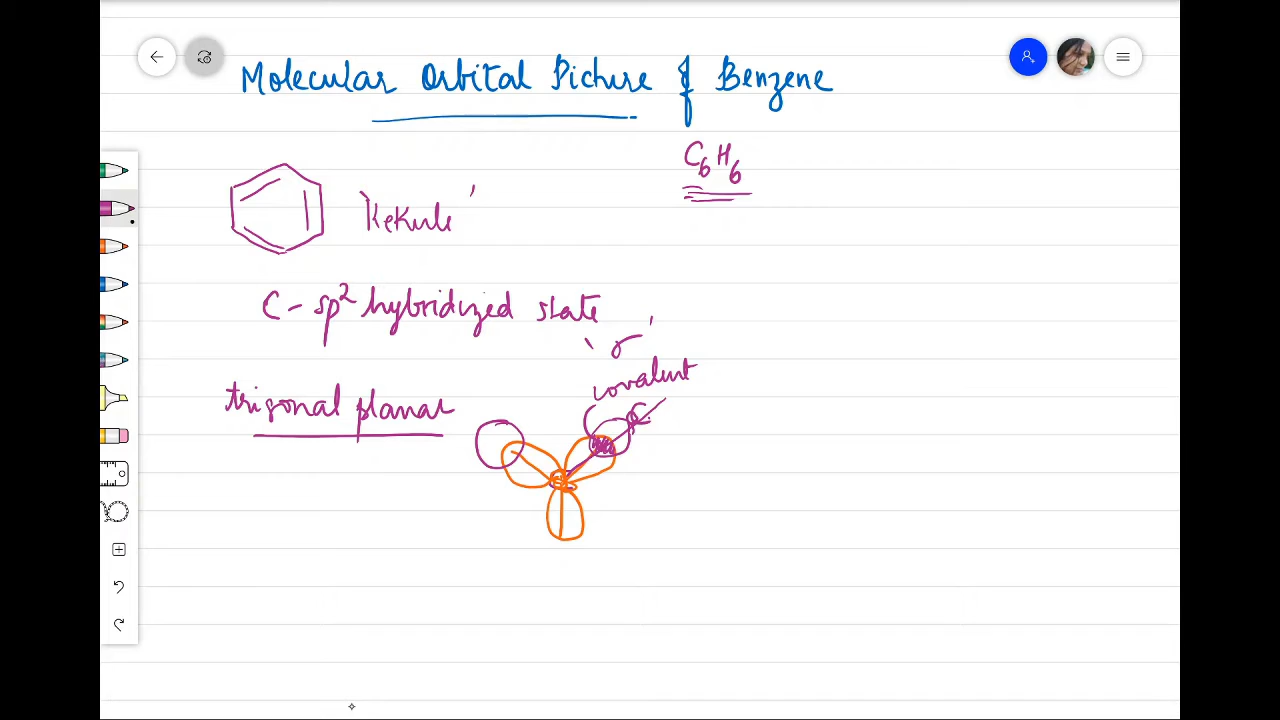 Molecular Orbital Picture of Benzene
C6H6
'Kekule'
C - sp² hybridized state
'σ'
covalent
trigonal planar